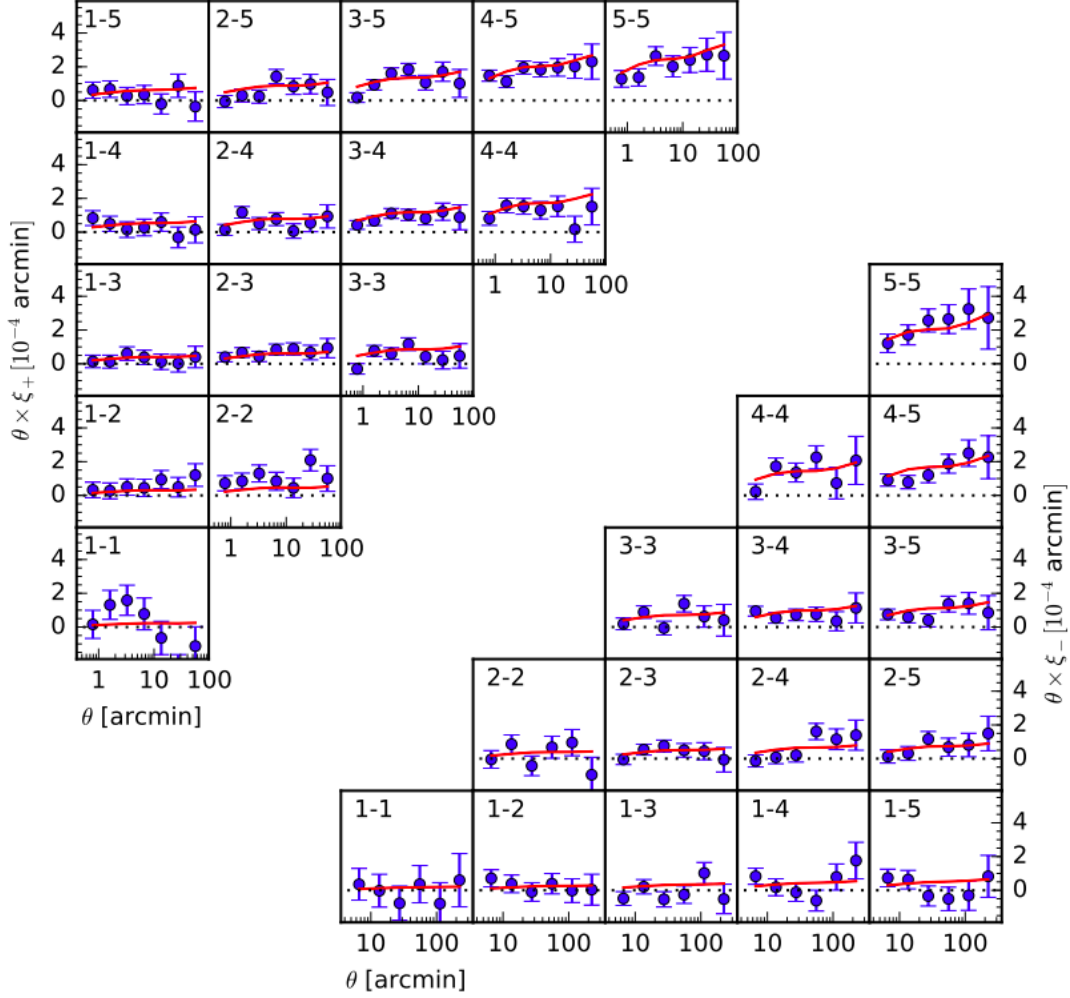 1-5 2-5 3-5 4-5 5-5
4
2
0
1 10 100
1-4 2-4 3-4 4-4
4
2
0
1 10 100
θ × ξ₊ [10⁻⁴ arcmin]
1-3 2-3 3-3 5-5
4 4
2 2
0 0
1 10 100
1-2 2-2 4-4 4-5
4 4
2 2
0 0
1 10 100
1-1 3-3 3-4 3-5
4 4
2 2
0 0
1 10 100
θ [arcmin]
θ × ξ₋ [10⁻⁴ arcmin]
2-2 2-3 2-4 2-5
4
2
0
1-1 1-2 1-3 1-4 1-5
4
2
0
10 100 10 100 10 100 10 100 10 100
θ [arcmin]